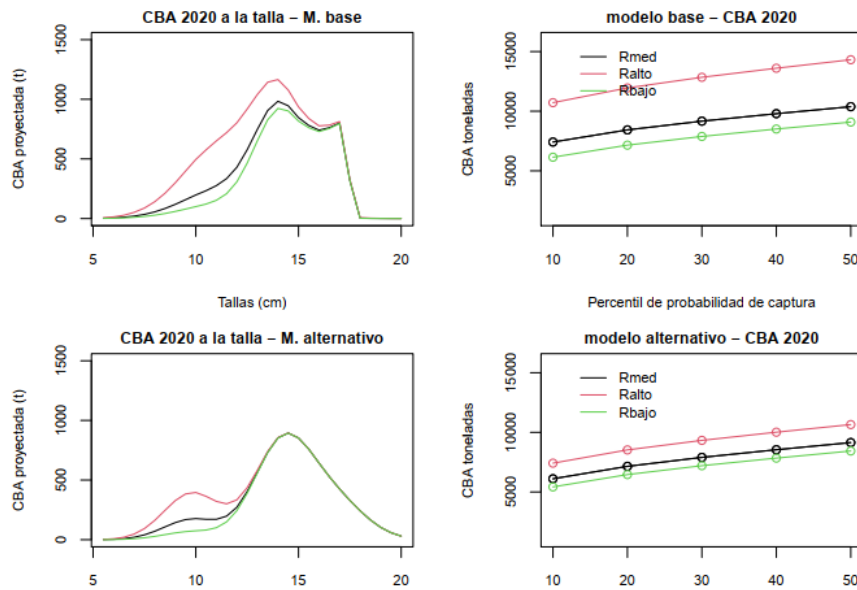 CBA 2020 a la talla – M. base
CBA proyectada (t)
1500
1000
500
0
5
10
15
20
Tallas (cm)
modelo base – CBA 2020
CBA toneladas
15000
10000
5000
Rmed
Ralto
Rbajo
10
20
30
40
50
Percentil de probabilidad de captura
CBA 2020 a la talla – M. alternativo
CBA proyectada (t)
1500
1000
500
0
5
10
15
20
modelo alternativo – CBA 2020
CBA toneladas
15000
10000
5000
Rmed
Ralto
Rbajo
10
20
30
40
50